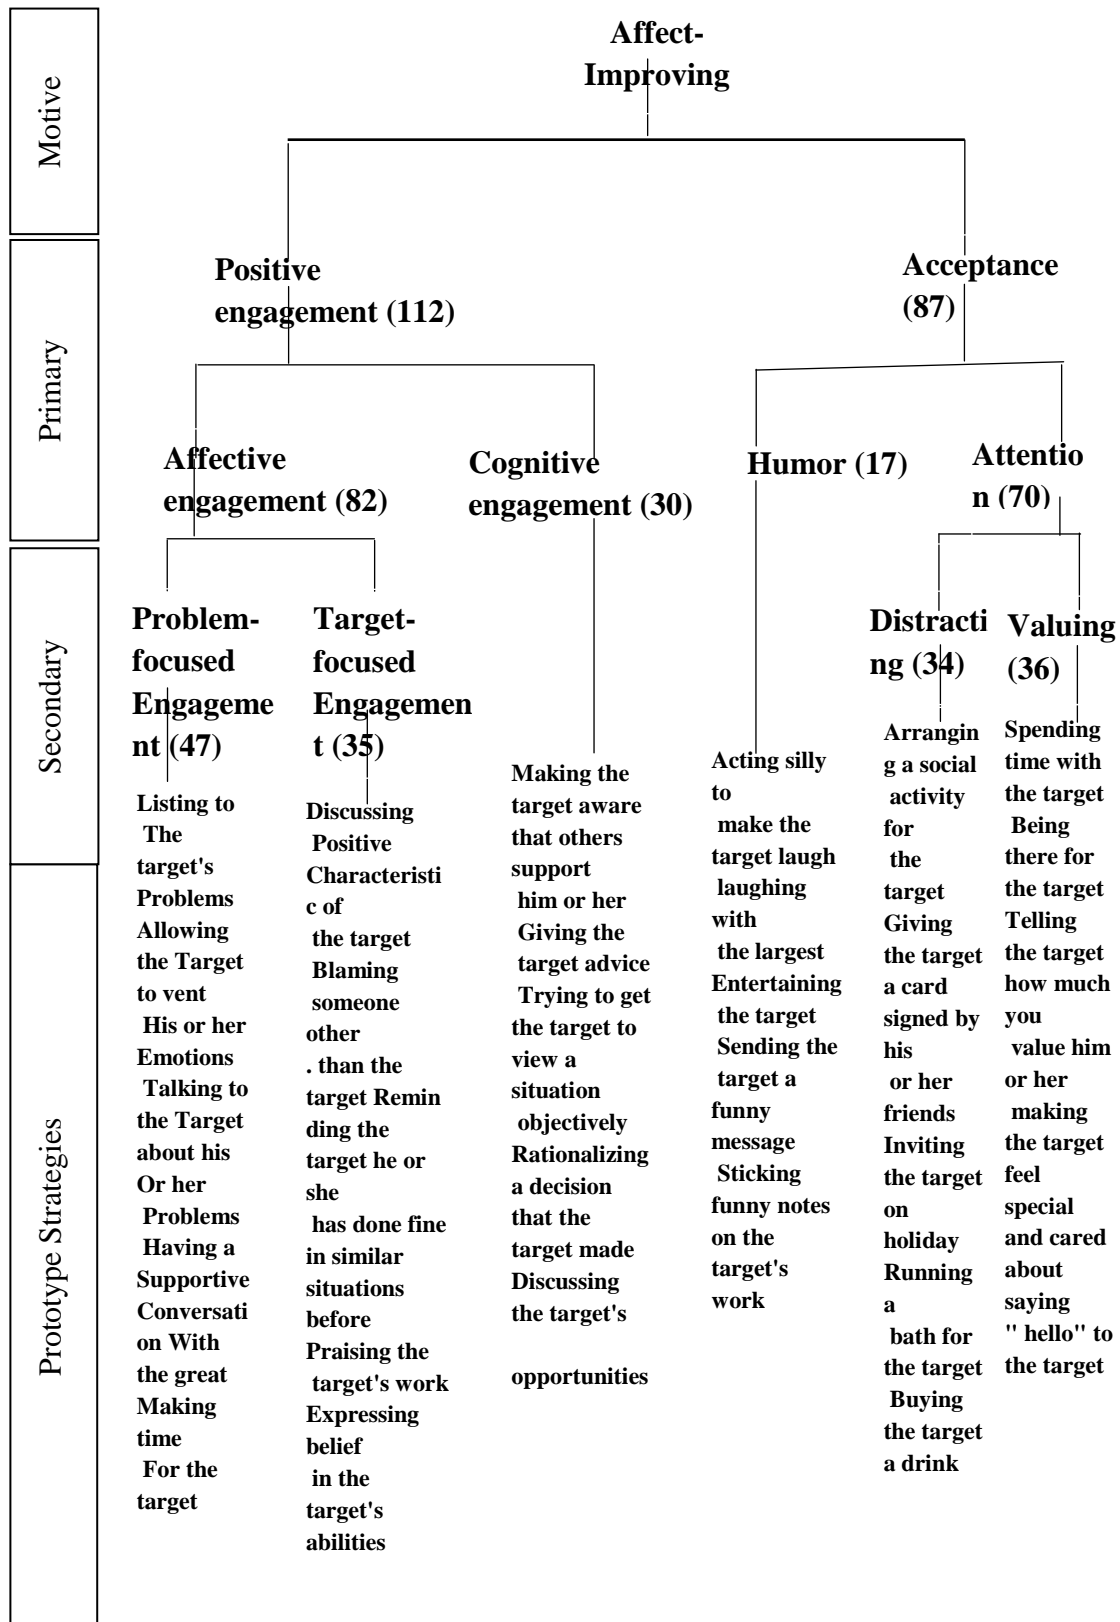 Motive
Affect-
Improving
Primary
Positive
engagement (112)
Acceptance
(87)
Affective
engagement (82)
Cognitive
engagement (30)
Humor (17)
Attentio
n (70)
Secondary
Problem-
focused
Engageme
nt (47)
Target-
focused
Engagemen
t (35)
Distracti
ng (34)
Valuing
(36)
Prototype Strategies
Listing to
The
target's
Problems
Allowing
the Target
to vent
His or her
Emotions
Talking to
the Target
about his
Or her
Problems
Having a
Supportive
Conversati
on With
the great
Making
time
For the
target
Discussing
Positive
Characteristi
c of
the target
Blaming
someone
other
. than the
target Remin
ding the
target he or
she
has done fine
in similar
situations
before
Praising the
target's work
Expressing
belief
in the
target's
abilities
Making the
target aware
that others
support
him or her
Giving the
target advice
Trying to get
the target to
view a
situation
objectively
Rationalizing
a decision
that the
target made
Discussing
the target's
opportunities
Acting silly
to
make the
target laugh
laughing
with
the largest
Entertaining
the target
Sending the
target a
funny
message
Sticking
funny notes
on the
target's
work
Arrangin
g a social
activity
for
the
target
Giving
the target
a card
signed by
his
or her
friends
Inviting
the target
on
holiday
Running
a
bath for
the target
Buying
the target
a drink
Spending
time with
the target
Being
there for
the target
Telling
the target
how much
you
value him
or her
making
the target
feel
special
and cared
about
saying
" hello" to
the target